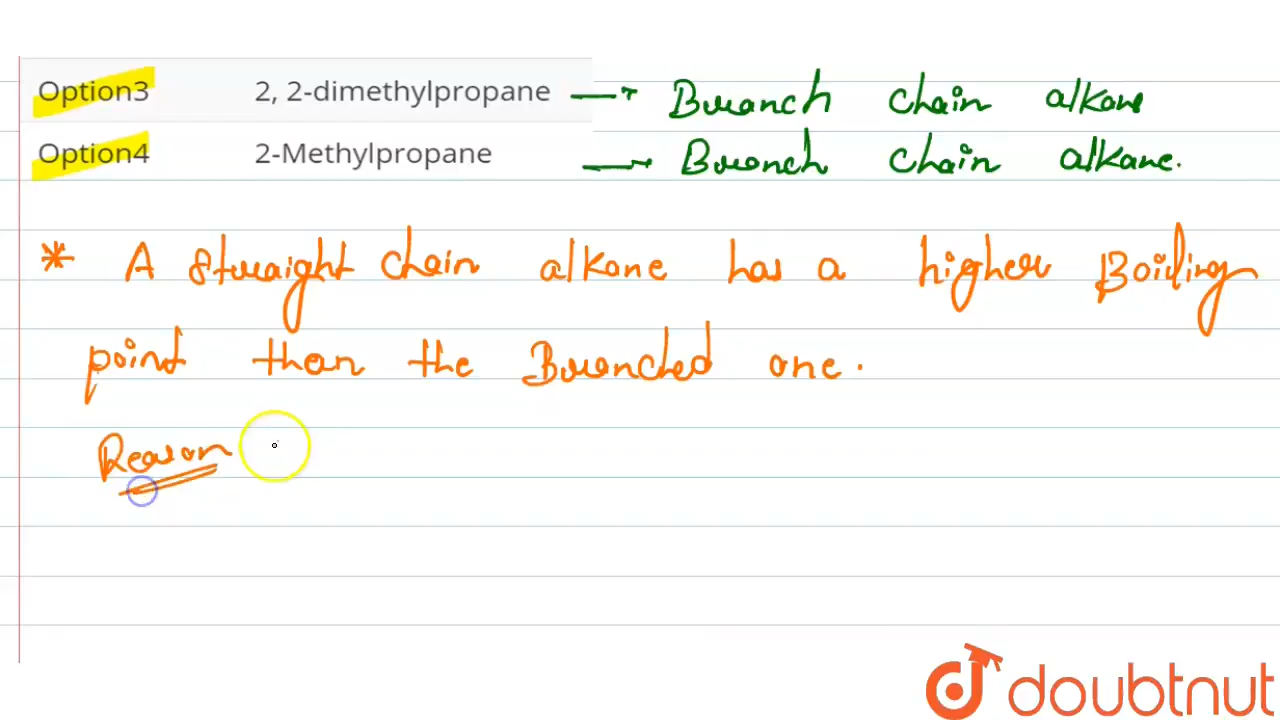 Option3 2, 2-dimethylpropane → Branch chain alkane
Option4 2-Methylpropane → Branch chain alkane.
* A straight chain alkane has a higher Boiling
point than the Branched one.
Reason
doubtnut